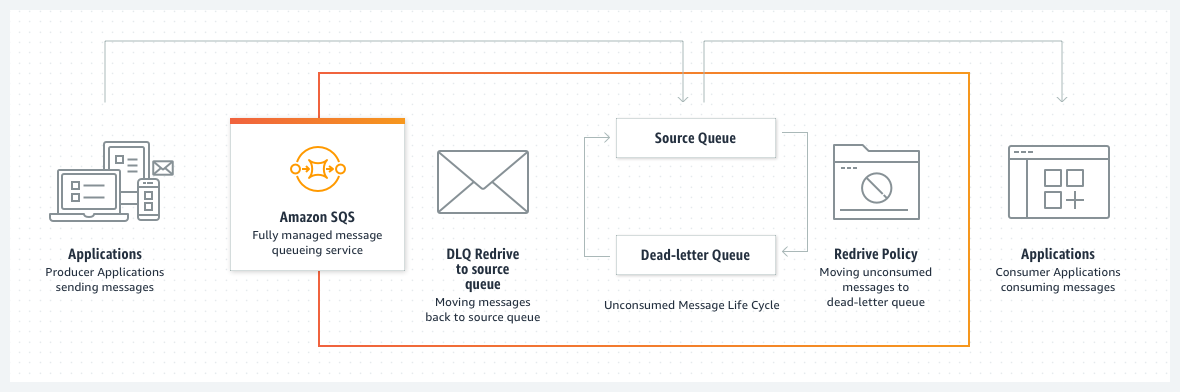 Applications
Producer Applications
sending messages
Amazon SQS
Fully managed message
queueing service
DLQ Redrive
to source
queue
Moving messages
back to source queue
Source Queue
Dead-letter Queue
Unconsumed Message Life Cycle
Redrive Policy
Moving unconsumed
messages to
dead-letter queue
Applications
Consumer Applications
consuming messages